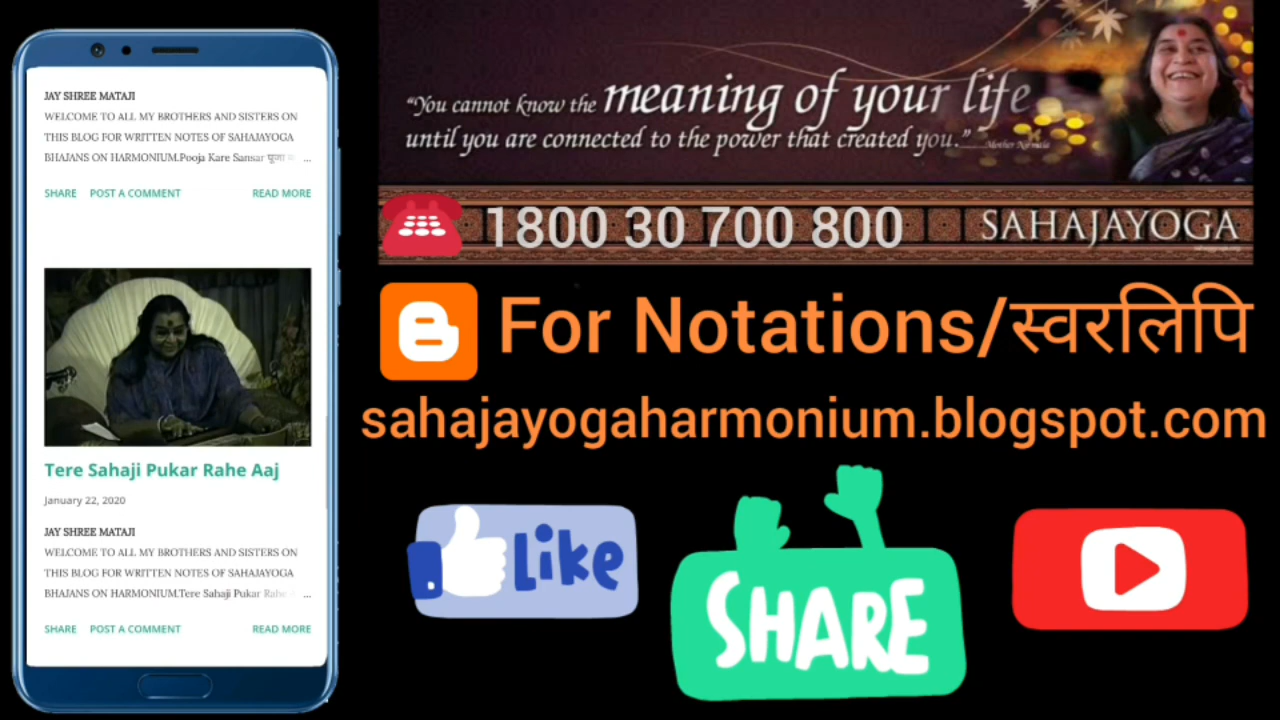 JAY SHREE MATAJI
WELCOME TO ALL MY BROTHERS AND SISTERS ON
THIS BLOG FOR WRITTEN NOTES OF SAHAJAYOGA
BHAJANS ON HARMONIUM.Pooja Kare Sansar पूजा ...
SHARE POST A COMMENT READ MORE
Tere Sahaji Pukar Rahe Aaj
January 22, 2020
JAY SHREE MATAJI
WELCOME TO ALL MY BROTHERS AND SISTERS ON
THIS BLOG FOR WRITTEN NOTES OF SAHAJAYOGA
BHAJANS ON HARMONIUM.Tere Sahaji Pukar Rahe ...
SHARE POST A COMMENT READ MORE
“You cannot know the meaning of your life
until you are connected to the power that created you.”
......Mother Nirmala
1800 30 700 800 SAHAJAYOGA
For Notations/स्वरलिपि
sahajayogaharmonium.blogspot.com
Like
SHARE